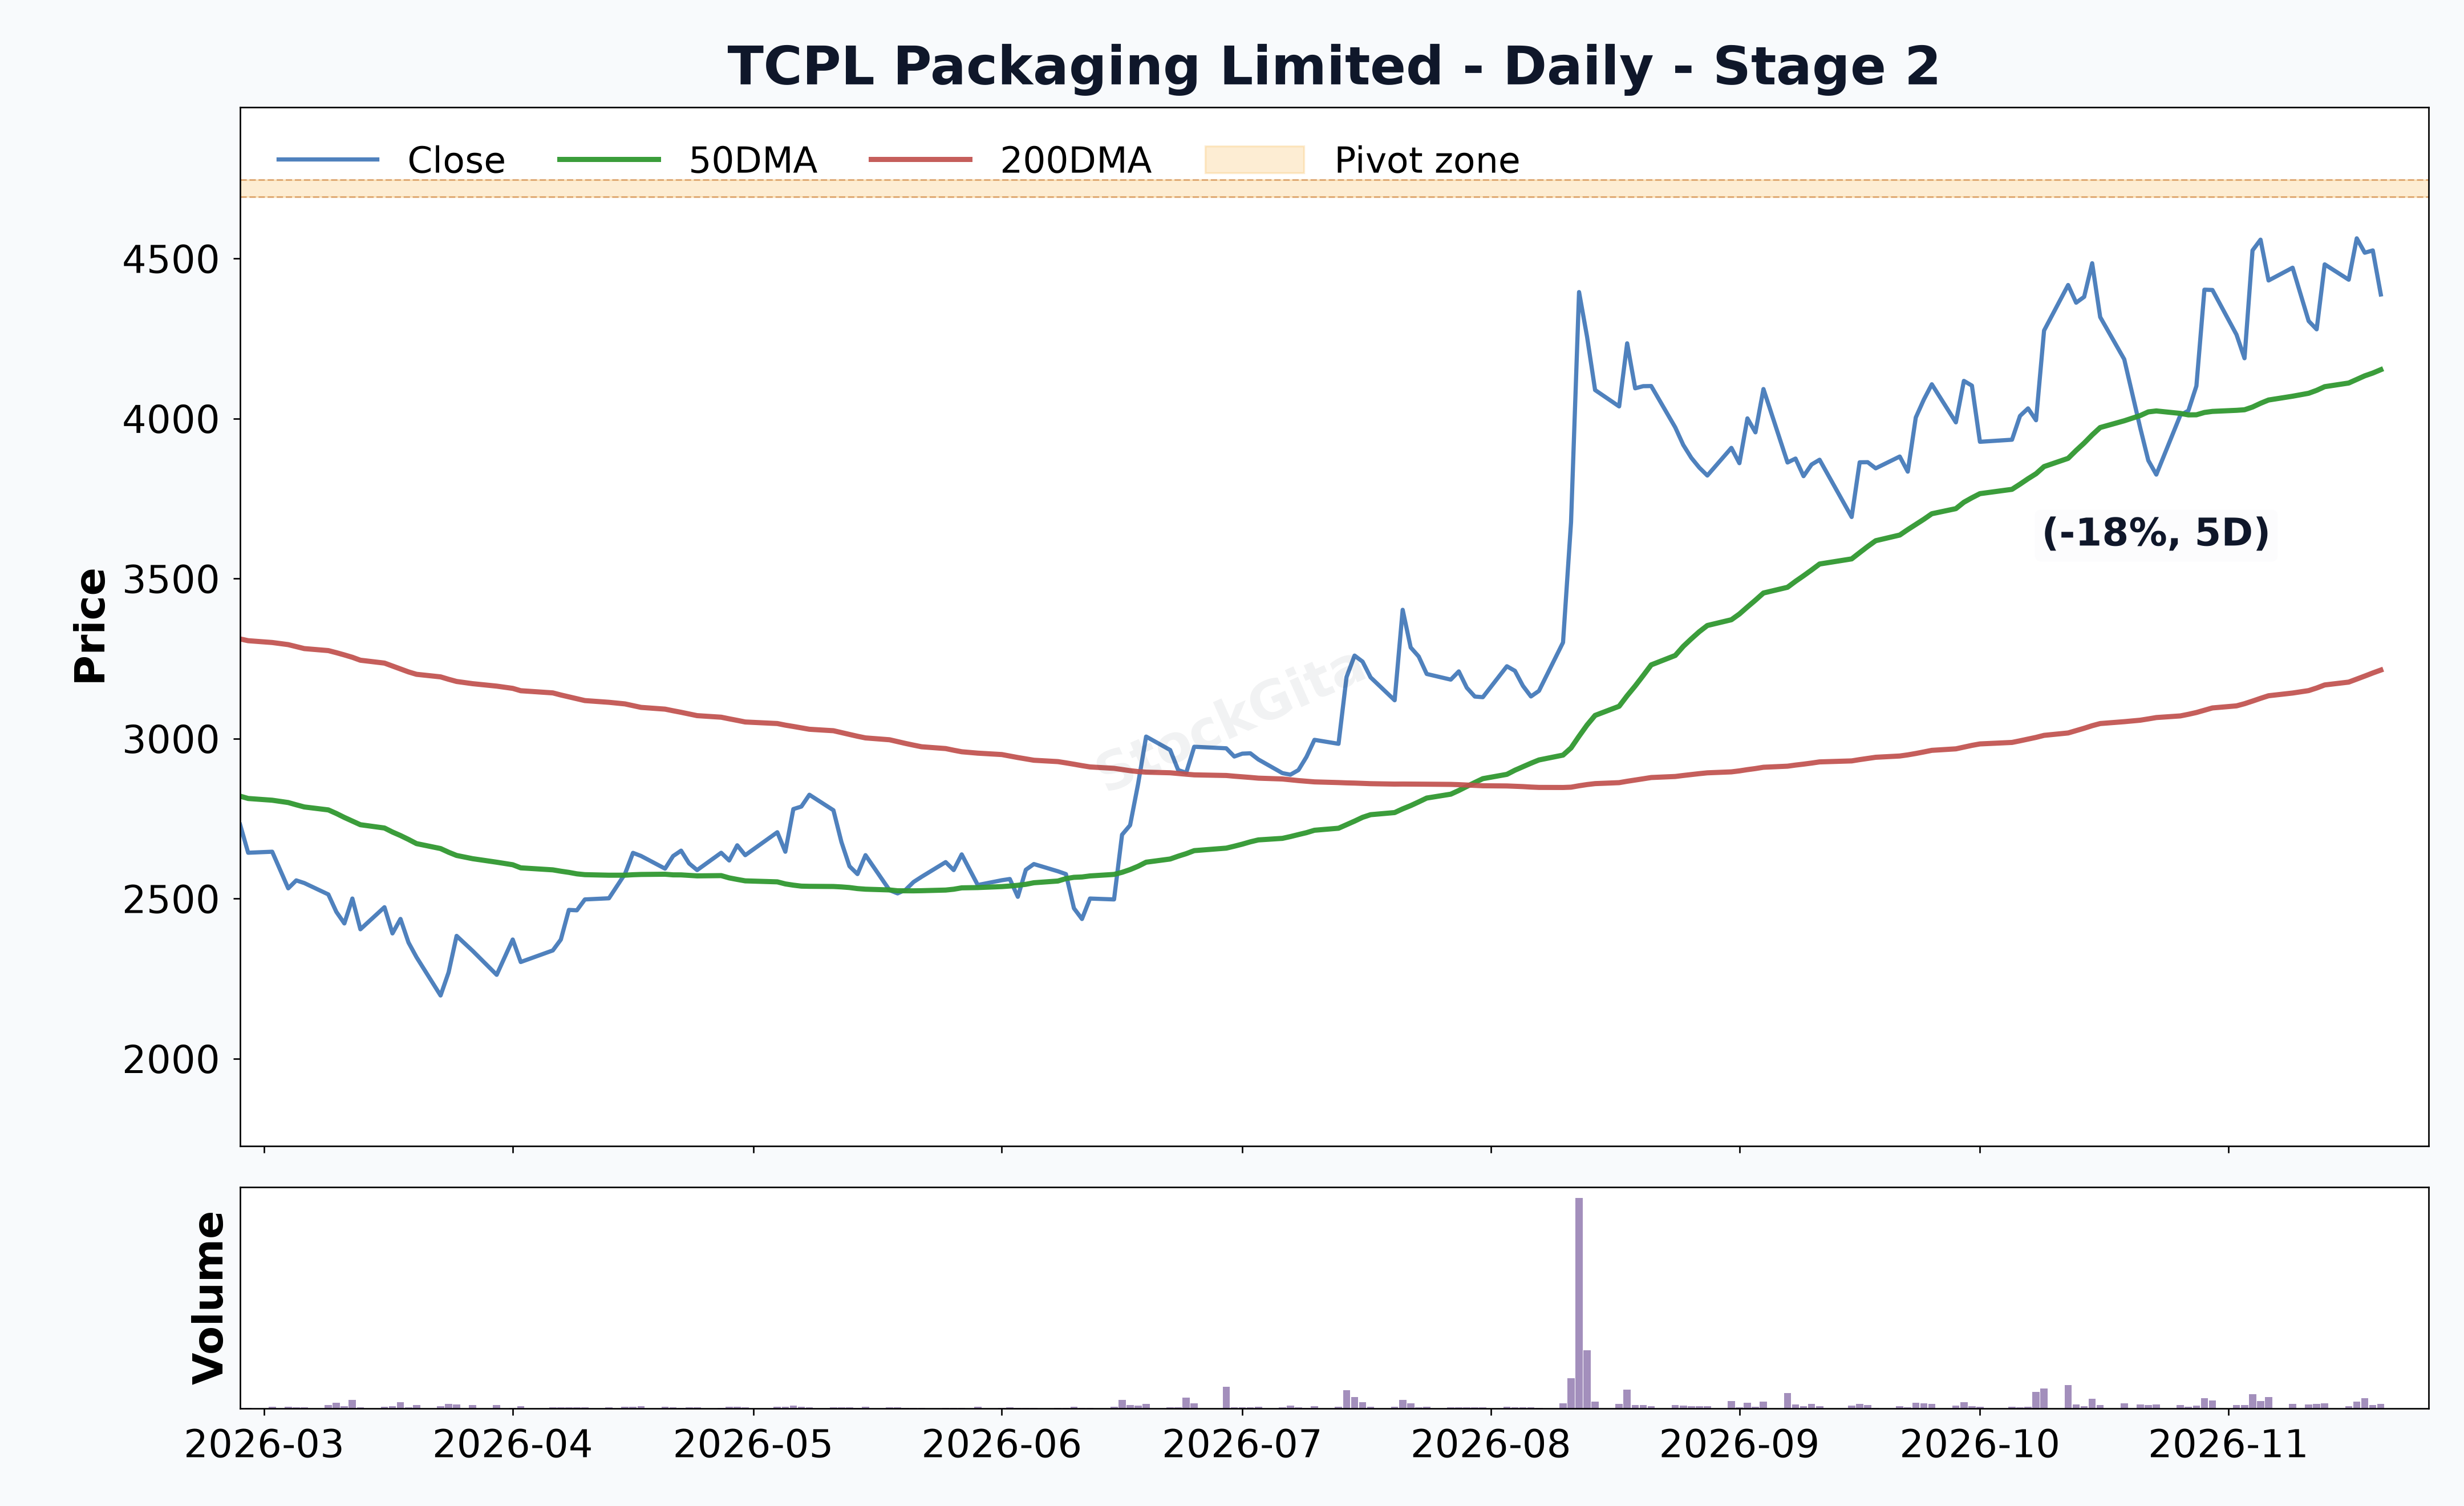 TCPL Packaging Limited - Daily - Stage 2
Close 50DMA 200DMA Pivot zone
4500
4000
3500
3000
2500
2000
Price
(-18%, 5D)
StockGita
Volume
2026-03 2026-04 2026-05 2026-06 2026-07 2026-08 2026-09 2026-10 2026-11